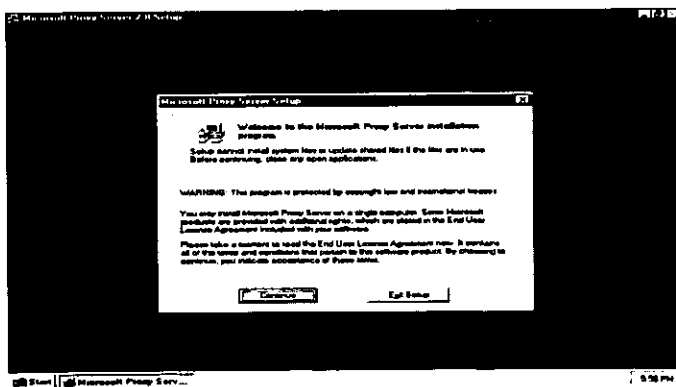 Microsoft Proxy Server 2.0 Setup
Microsoft Proxy Server Setup
Welcome to the Microsoft Proxy Server installation
program.
Setup cannot install system files or update shared files if the files are in use.
Before continuing, close any open applications.
WARNING: This program is protected by copyright law and international treaties.
You may install Microsoft Proxy Server on a single computer. Some Microsoft
products are provided with additional rights, which are stated in the End User
License Agreement included with your software.
Please take a moment to read the End User License Agreement now. It contains
all of the terms and conditions that pertain to this software product. By choosing to
continue, you indicate acceptance of these terms.
Continue
Exit Setup
Start
Microsoft Proxy Serv...
5:58 PM